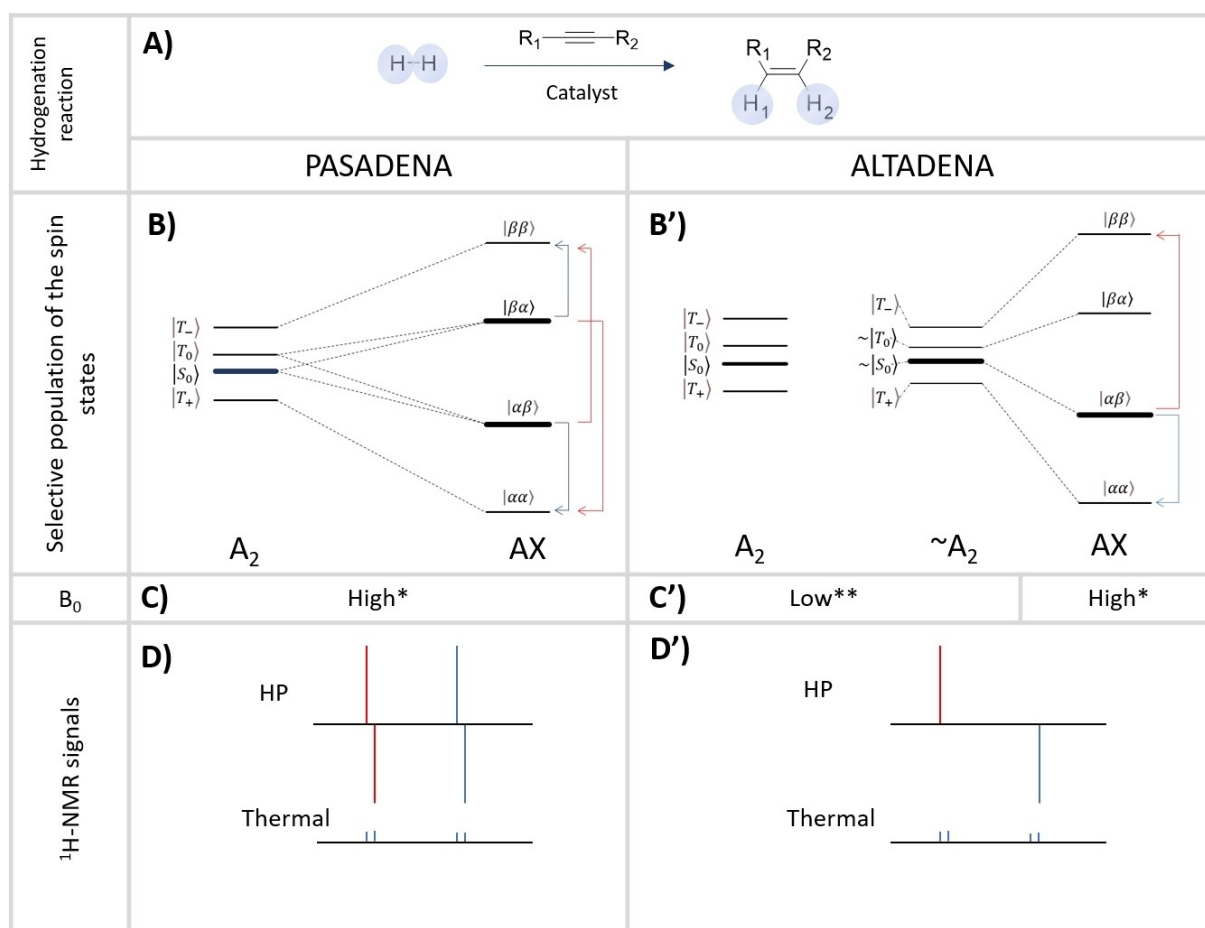 Hydrogenation
reaction
A)
H-H
R1
R2
Catalyst
R1
R2
H1
H2
PASADENA
ALTADENA
Selective population of the spin
states
B)
|ββ⟩
|βα⟩
|T−⟩
|T0⟩
|S0⟩
|T+⟩
|αβ⟩
|αα⟩
A2
AX
B')
|ββ⟩
|T−⟩
|T−⟩
|βα⟩
|T0⟩
~|T0⟩
|S0⟩
~|S0⟩
|T+⟩
|T+⟩
|αβ⟩
|αα⟩
A2
~A2
AX
B0
C)
High*
C')
Low**
High*
1H-NMR signals
D)
HP
Thermal
D')
HP
Thermal